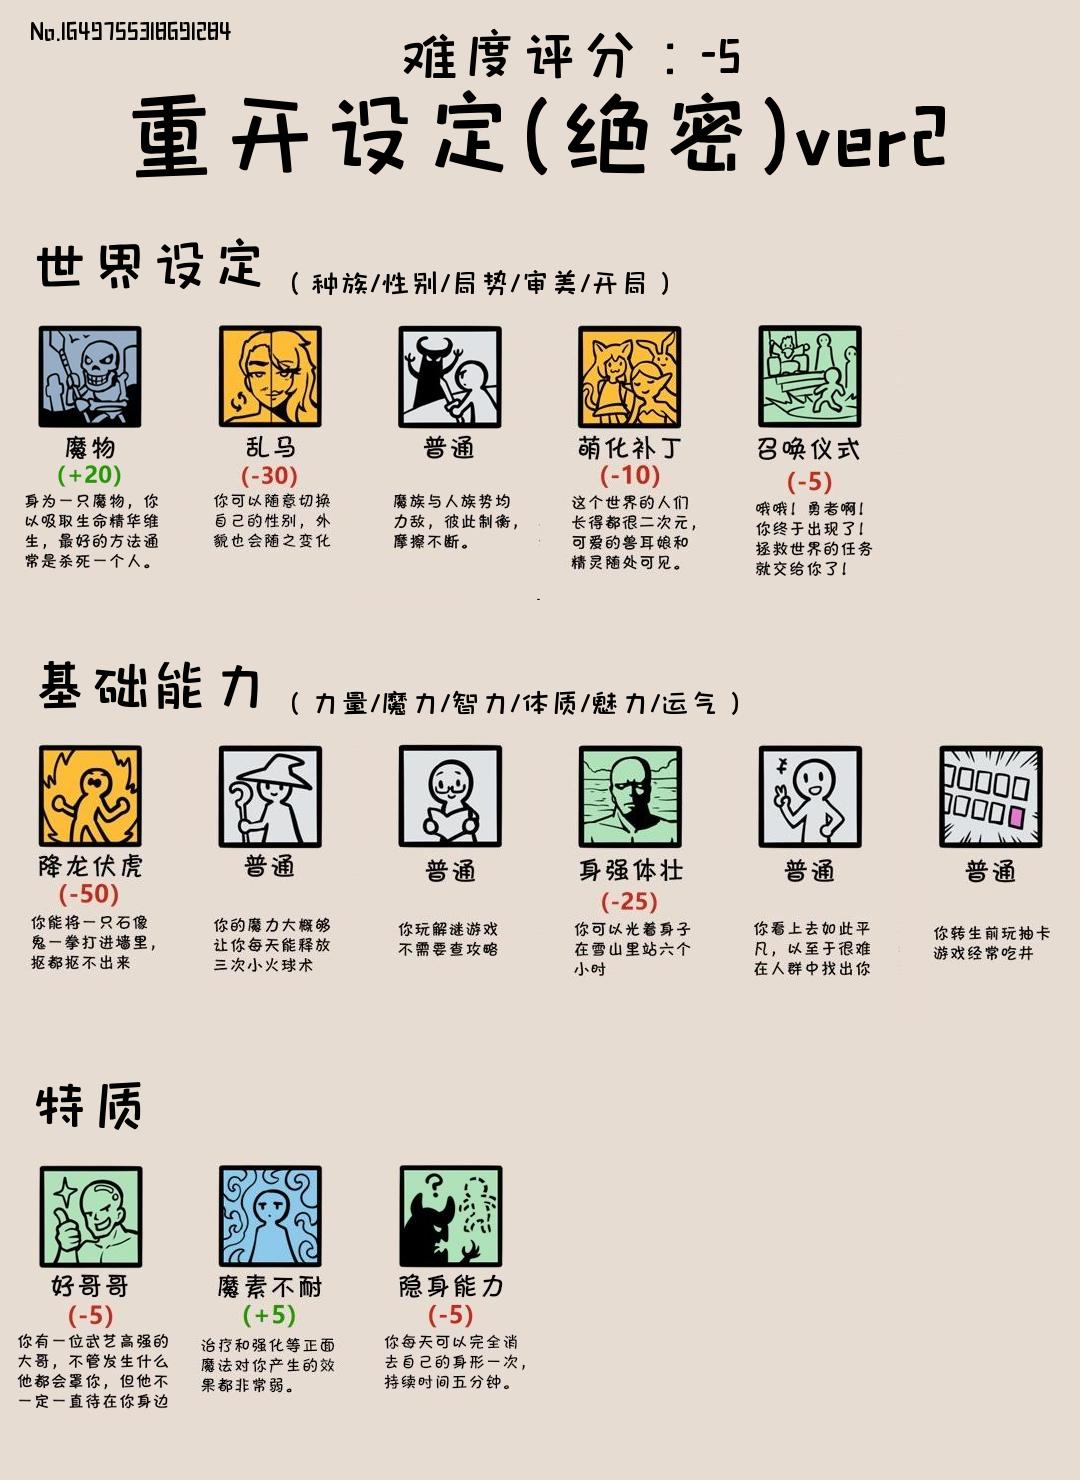 No.1649755318691284
难度评分：-5
重开设定(绝密)ver2
世界设定 （种族/性别/局势/审美/开局）
魔物
(+20)
身为一只魔物，你
以吸取生命精华维
生，最好的方法通
常是杀死一个人。
乱马
(-30)
你可以随意切换
自己的性别，外
貌也会随之变化
普通
魔族与人族势均
力敌，彼此制衡，
摩擦不断。
萌化补丁
(-10)
这个世界的人们
长得都很二次元，
可爱的兽耳娘和
精灵随处可见。
召唤仪式
(-5)
哦哦！勇者啊！
你终于出现了！
拯救世界的任务
就交给你了！
基础能力 （力量/魔力/智力/体质/魅力/运气）
降龙伏虎
(-50)
你能将一只石像
鬼一拳打进墙里，
抠都抠不出来
普通
你的魔力大概够
让你每天能释放
三次小火球术
普通
你玩解谜游戏
不需要查攻略
身强体壮
(-25)
你可以光着身子
在雪山里站六个
小时
普通
你看上去如此平
凡，以至于很难
在人群中找出你
普通
你转生前玩抽卡
游戏经常吃井
特质
好哥哥
(-5)
你有一位武艺高强的
大哥，不管发生什么
他都会罩你，但他不
一定一直待在你身边
魔素不耐
(+5)
治疗和强化等正面
魔法对你产生的效
果都非常弱。
隐身能力
(-5)
你每天可以完全消
去自己的身形一次，
持续时间五分钟。